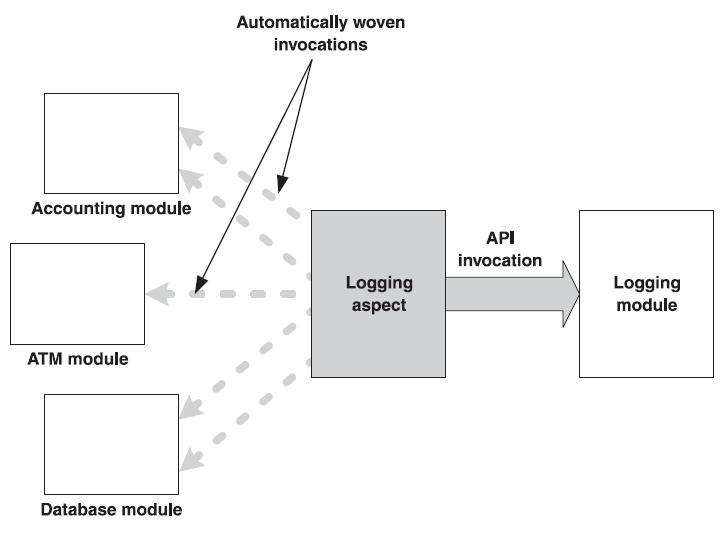 Automatically woven
invocations
Accounting module
ATM module
Database module
Logging
aspect
API
invocation
Logging
module